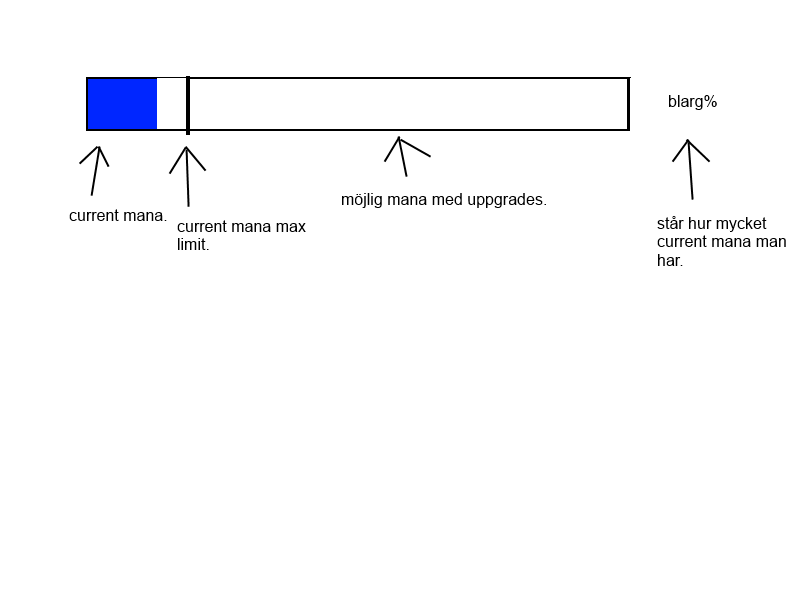 blarg%
current mana.
current mana max
limit.
möjlig mana med uppgrades.
står hur mycket
current mana man
har.